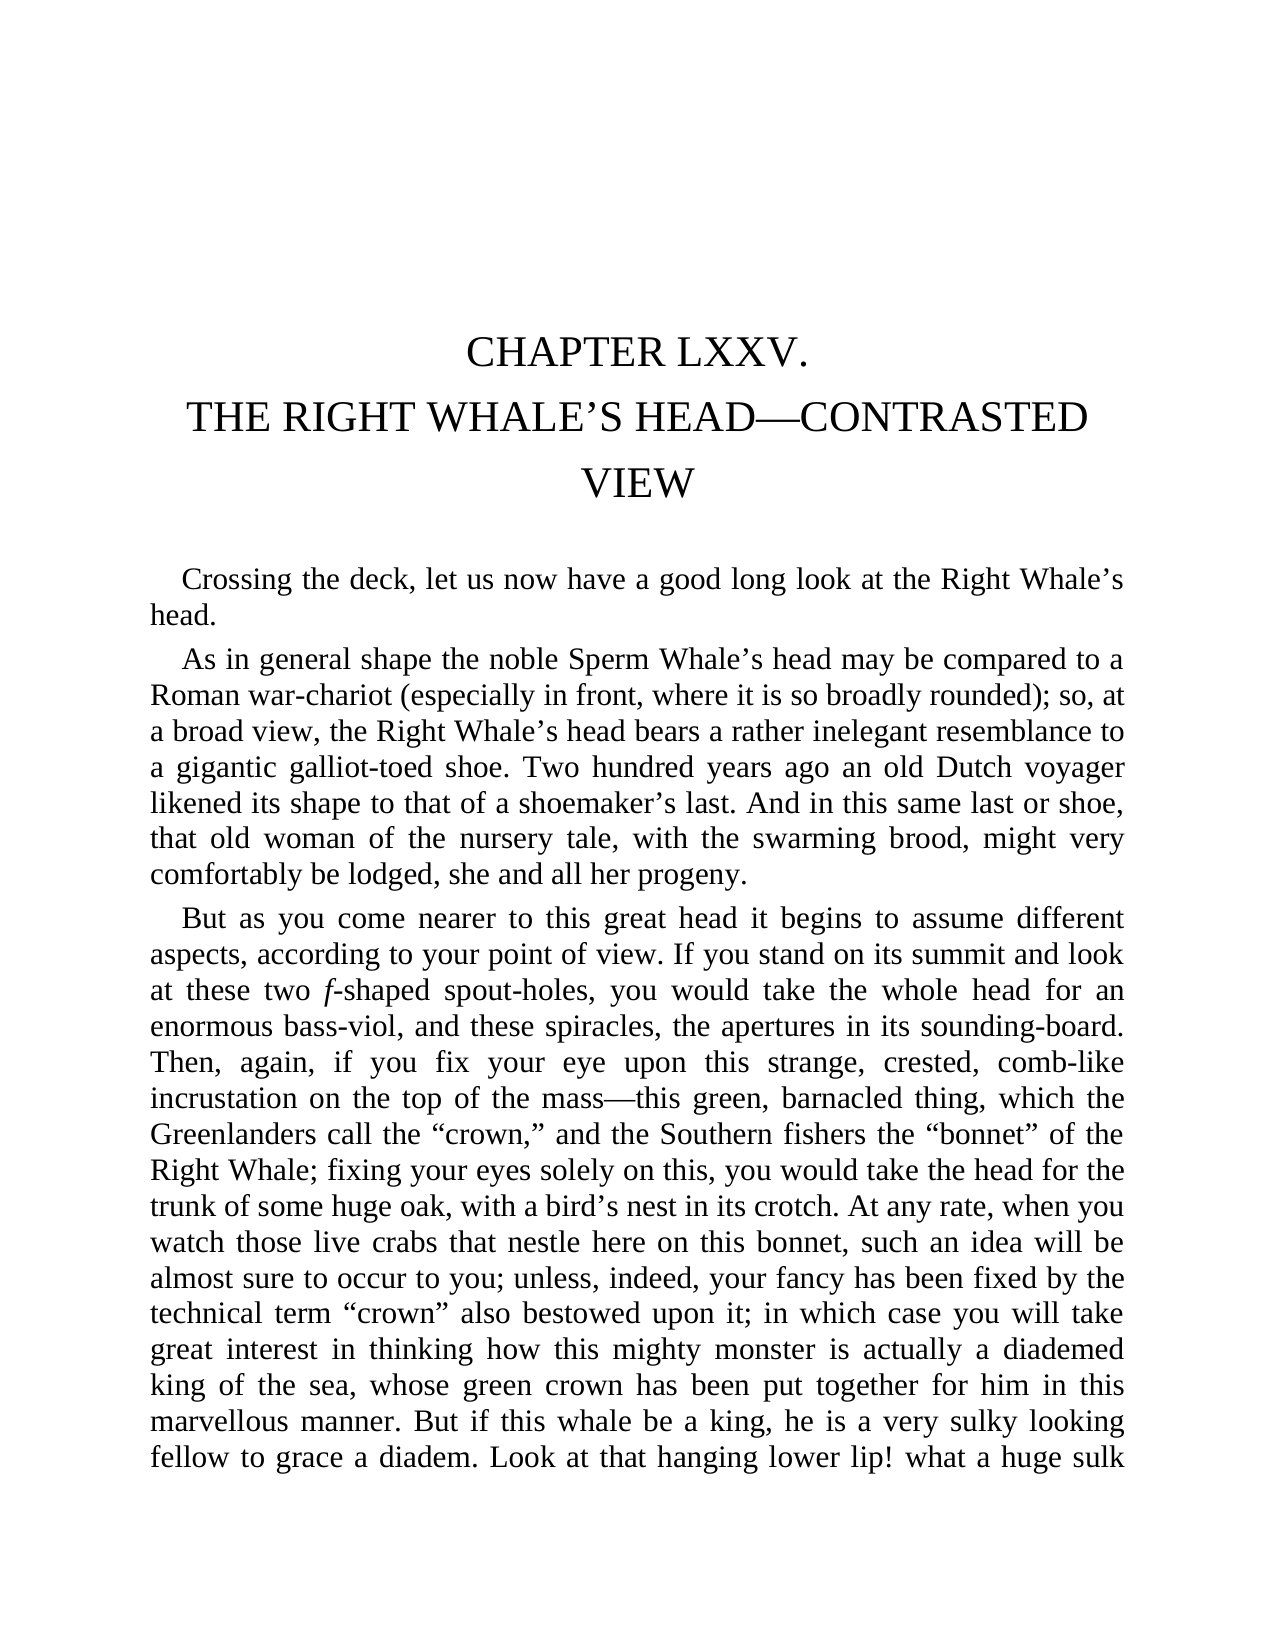 CHAPTER LXXV.
THE RIGHT WHALE’S HEAD—CONTRASTED
VIEW
Crossing the deck, let us now have a good long look at the Right Whale’s
head.
As in general shape the noble Sperm Whale’s head may be compared to a
Roman war-chariot (especially in front, where it is so broadly rounded); so, at
a broad view, the Right Whale’s head bears a rather inelegant resemblance to
a gigantic galliot-toed shoe. Two hundred years ago an old Dutch voyager
likened its shape to that of a shoemaker’s last. And in this same last or shoe,
that old woman of the nursery tale, with the swarming brood, might very
comfortably be lodged, she and all her progeny.
But as you come nearer to this great head it begins to assume different
aspects, according to your point of view. If you stand on its summit and look
at these two f-shaped spout-holes, you would take the whole head for an
enormous bass-viol, and these spiracles, the apertures in its sounding-board.
Then, again, if you fix your eye upon this strange, crested, comb-like
incrustation on the top of the mass—this green, barnacled thing, which the
Greenlanders call the “crown,” and the Southern fishers the “bonnet” of the
Right Whale; fixing your eyes solely on this, you would take the head for the
trunk of some huge oak, with a bird’s nest in its crotch. At any rate, when you
watch those live crabs that nestle here on this bonnet, such an idea will be
almost sure to occur to you; unless, indeed, your fancy has been fixed by the
technical term “crown” also bestowed upon it; in which case you will take
great interest in thinking how this mighty monster is actually a diademed
king of the sea, whose green crown has been put together for him in this
marvellous manner. But if this whale be a king, he is a very sulky looking
fellow to grace a diadem. Look at that hanging lower lip! what a huge sulk